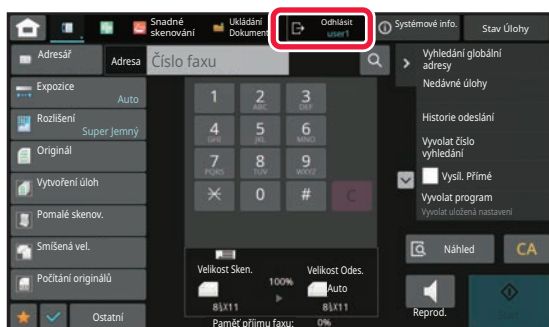 Snadné
skenování
Ukládání
Dokument
Odhlásit
user1
Systémové info.
Stav Úlohy
Adresář
Adresa
Číslo faxu
Vyhledání globální
adresy
Nedávné úlohy
Historie odeslání
Vyvolat číslo
vyhledání
Vysíl. Přímé
Vyvolat program
Vyvolat uložená nastavení
Expozice
Auto
Rozlišení
Super Jemný
Originál
Vytvoření úloh
Pomalé skenov.
Smíšená vel.
Počítání originálů
Ostatní
1
2
ABC
3
DEF
4
GHI
5
JKL
6
MNO
7
PQRS
8
TUV
9
WXYZ
0
#
C
Velikost Sken.
100%
Velikost Odes.
Auto
8½X11
8½X11
Paměť příjmu faxu: 0%
Náhled
CA
Reprod.
Start